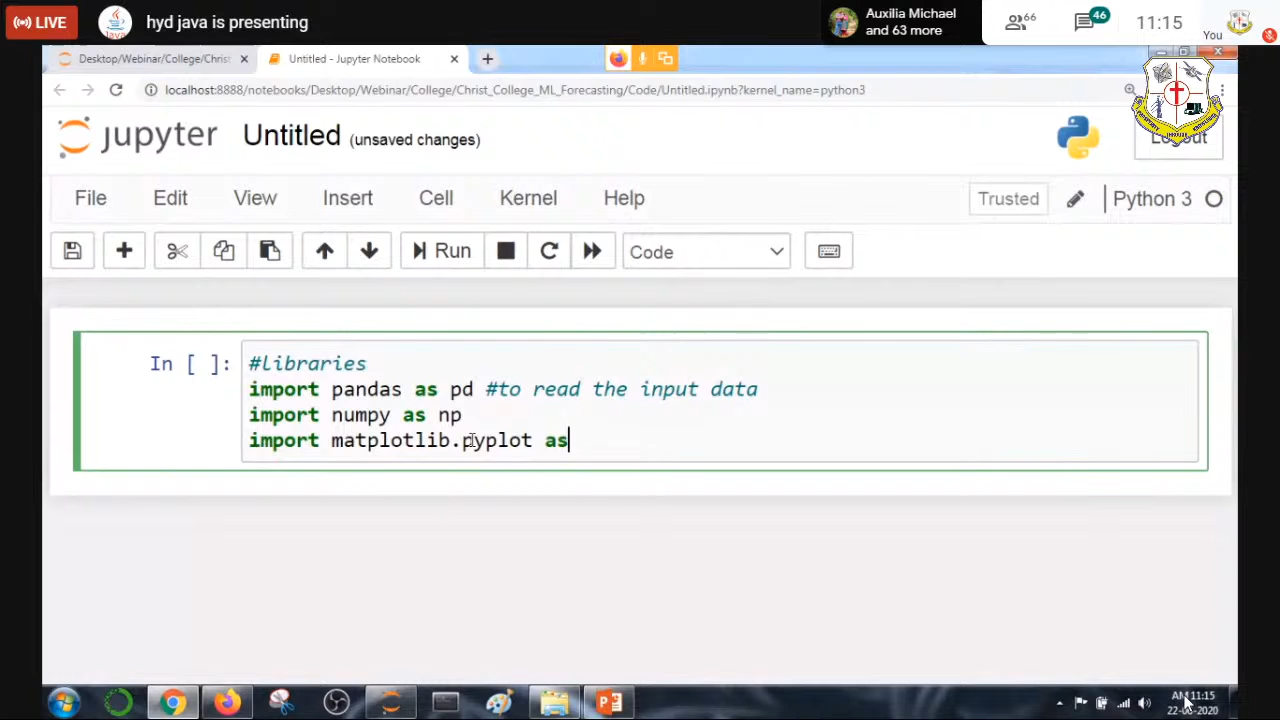 LIVE
hyd java is presenting
Auxilia Michael
and 63 more
66
46
11:15
You
Desktop/Webinar/College/Christ
Untitled - Jupyter Notebook
localhost:8888/notebooks/Desktop/Webinar/College/Christ_College_ML_Forecasting/Code/Untitled.ipynb?kernel_name=python3
jupyter Untitled (unsaved changes)
Logout
File Edit View Insert Cell Kernel Help
Trusted
Python 3
Run
Code
In [ ]:
#libraries
import pandas as pd #to read the input data
import numpy as np
import matplotlib.pyplot as
AM 11:15